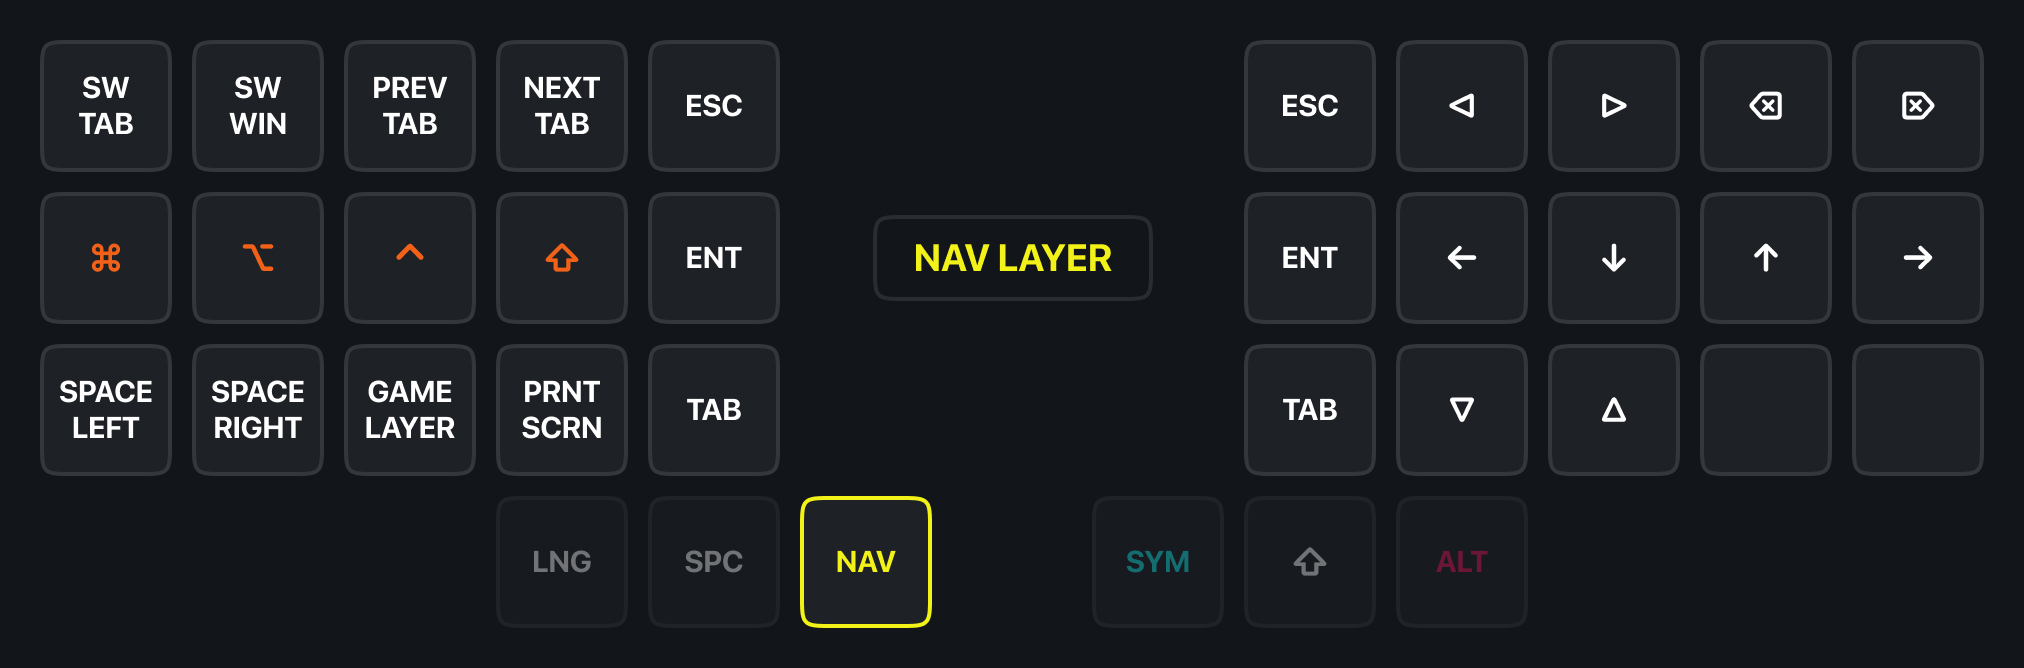 SW
TAB
SW
WIN
PREV
TAB
NEXT
TAB
ESC
ESC
◁
▷
⌫
⌦
⌘
⌥
^
⇧
ENT
NAV LAYER
ENT
←
↓
↑
→
SPACE
LEFT
SPACE
RIGHT
GAME
LAYER
PRNT
SCRN
TAB
TAB
▽
△
LNG
SPC
NAV
SYM
⇧
ALT